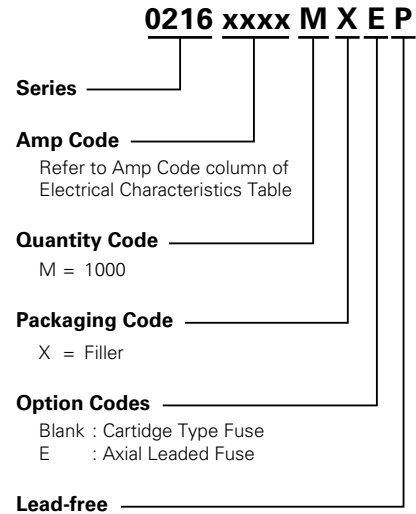 0216 xxxx M X E P
Series
Amp Code
Refer to Amp Code column of
Electrical Characteristics Table
Quantity Code
M = 1000
Packaging Code
X = Filler
Option Codes
Blank : Cartidge Type Fuse
E : Axial Leaded Fuse
Lead-free